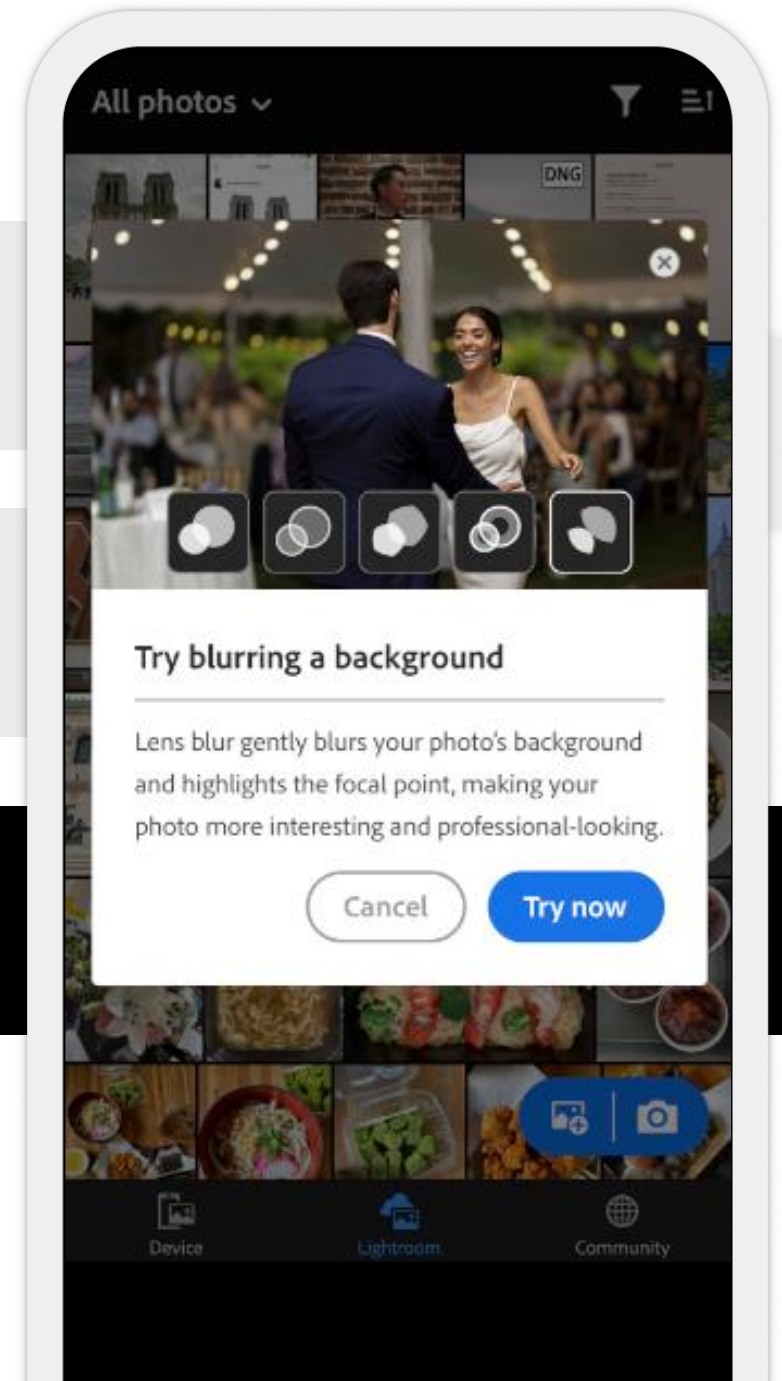 All photos
DNG
Try blurring a background
Lens blur gently blurs your photo's background
and highlights the focal point, making your
photo more interesting and professional-looking.
Cancel
Try now
Device
Lightroom
Community